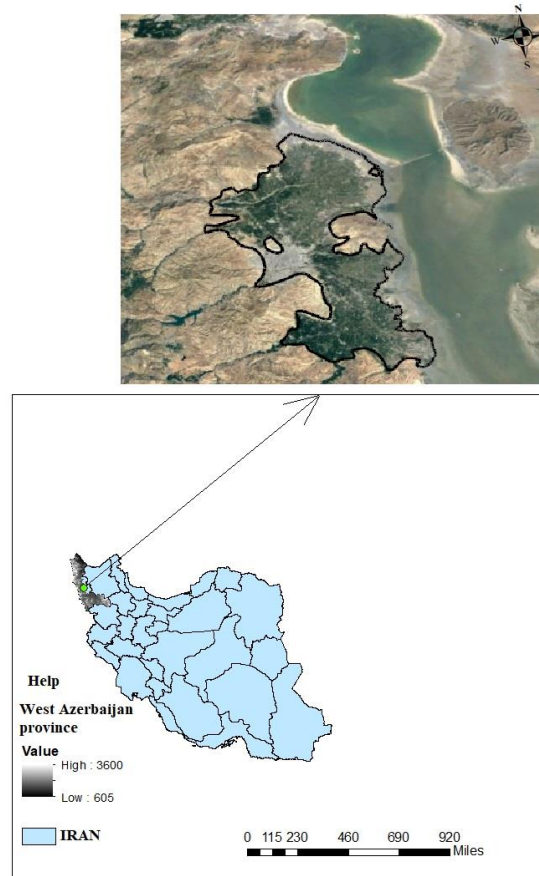 N
W
S
Help
West Azerbaijan
province
Value
High : 3600
Low : 605
IRAN
0 115 230 460 690 920
Miles